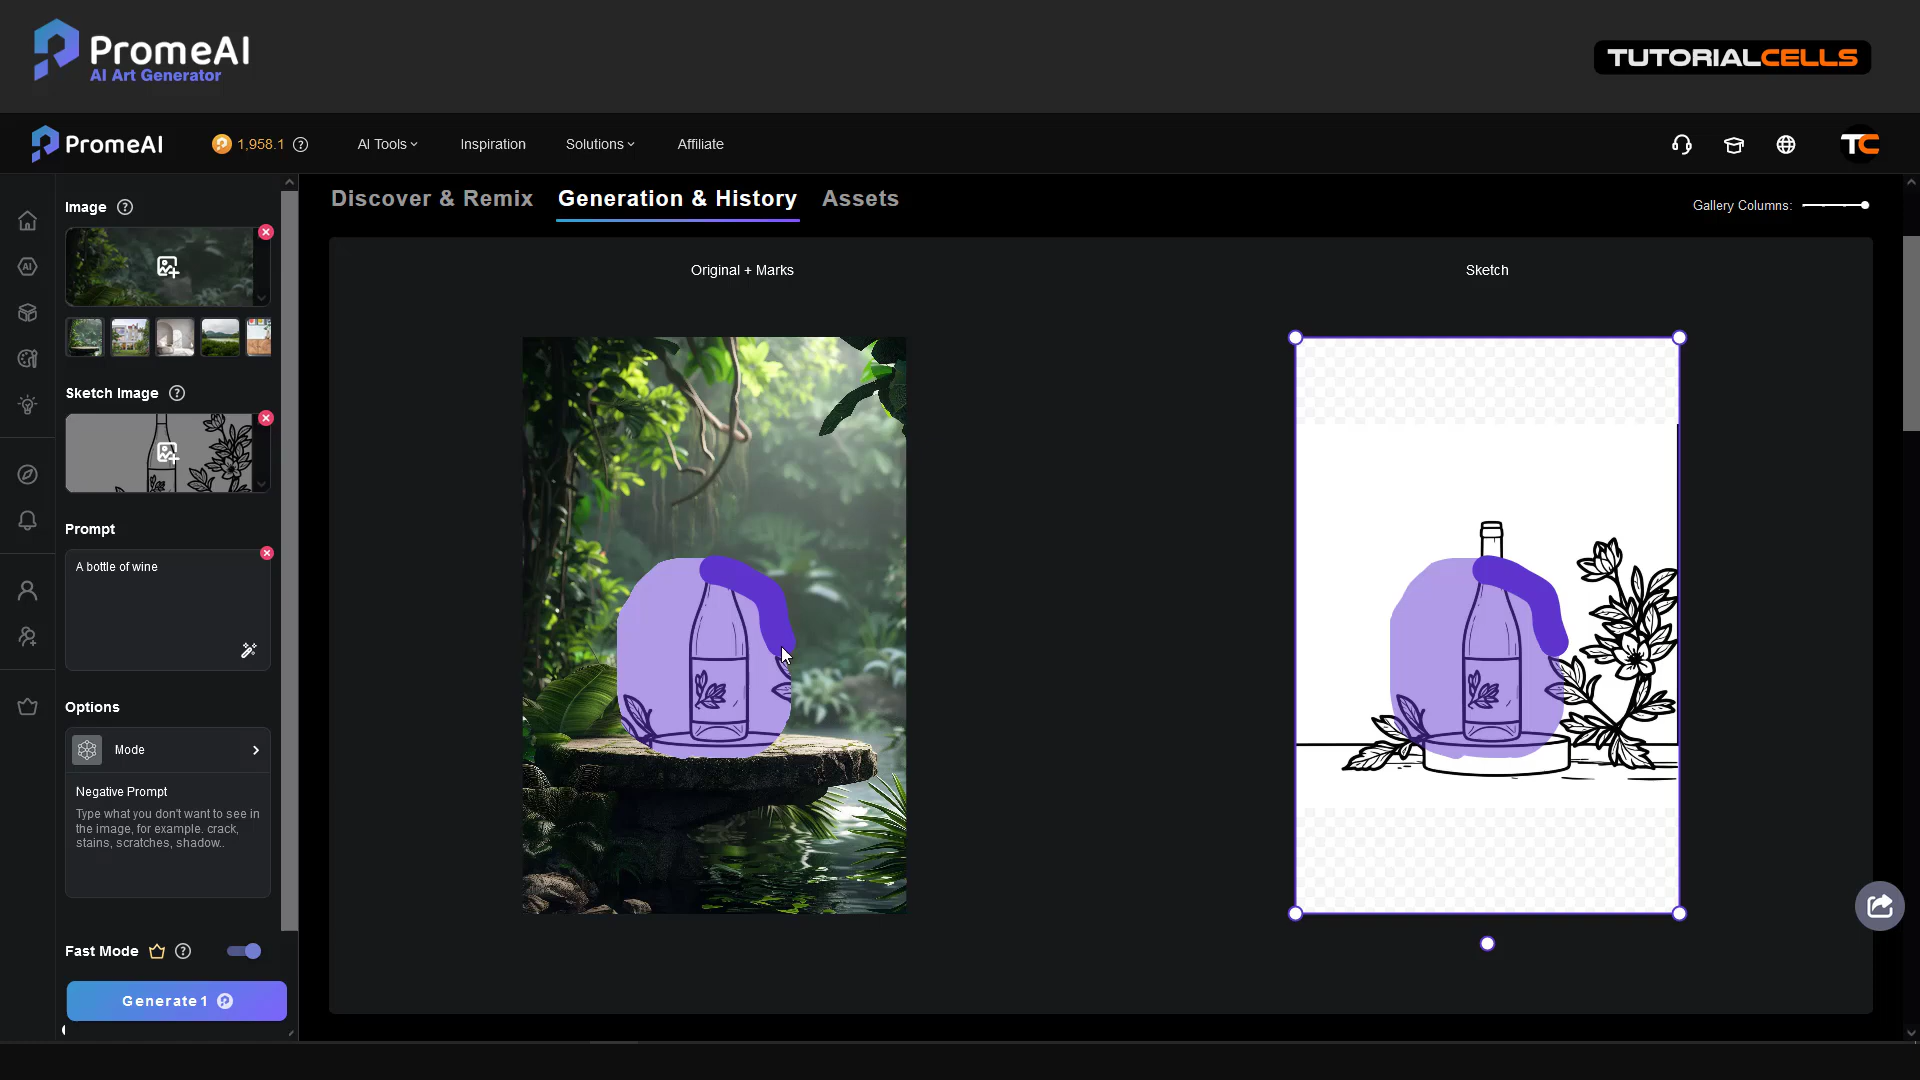 PromeAI
AI Art Generator
TUTORIALCELLS
PromeAI
1,958.1
AI Tools
Inspiration
Solutions
Affiliate
TC
Discover & Remix
Generation & History
Assets
Gallery Columns:
Image
Original + Marks
Sketch
Sketch Image
Prompt
A bottle of wine
Options
Mode
Negative Prompt
Type what you don't want to see in
the image, for example. crack,
stains, scratches, shadow..
Fast Mode
Generate 1